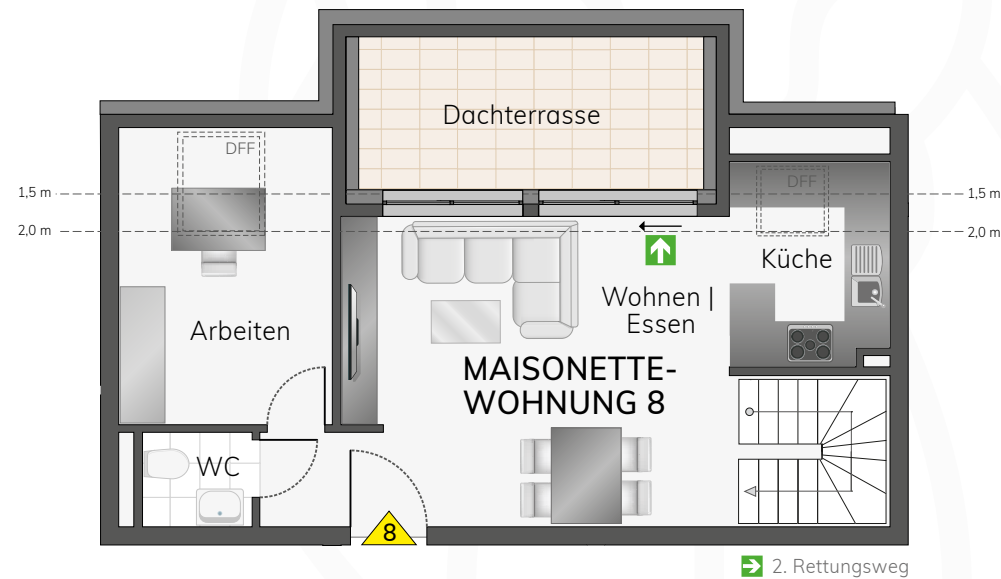 Dachterrasse
DFF
DFF
1,5 m
1,5 m
2,0 m
2,0 m
Küche
Wohnen |
Essen
Arbeiten
MAISONETTE-
WOHNUNG 8
WC
8
2. Rettungsweg